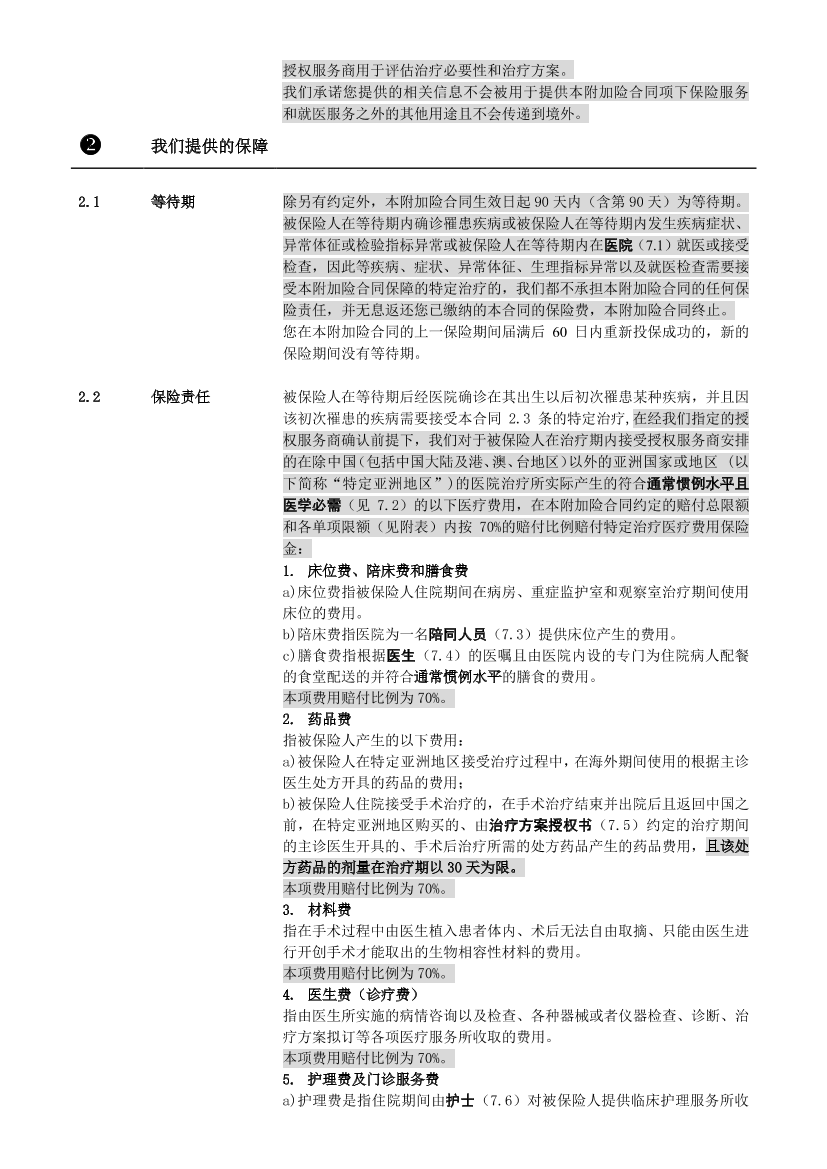 授权服务商用于评估治疗必要性和治疗方案。
我们承诺您提供的相关信息不会被用于提供本附加险合同项下保险服务
和就医服务之外的其他用途且不会传递到境外。
❷ 我们提供的保障
2.1 等待期 除另有约定外，本附加险合同生效日起 90 天内（含第 90 天）为等待期。
被保险人在等待期内确诊罹患疾病或被保险人在等待期内发生疾病症状、
异常体征或检验指标异常或被保险人在等待期内在医院（7.1）就医或接受
检查，因此等疾病、症状、异常体征、生理指标异常以及就医检查需要接
受本附加险合同保障的特定治疗的，我们都不承担本附加险合同的任何保
险责任，并无息返还您已缴纳的本合同的保险费，本附加险合同终止。
您在本附加险合同的上一保险期间届满后 60 日内重新投保成功的，新的
保险期间没有等待期。
2.2 保险责任 被保险人在等待期后经医院确诊在其出生以后初次罹患某种疾病，并且因
该初次罹患的疾病需要接受本合同 2.3 条的特定治疗,在经我们指定的授
权服务商确认前提下，我们对于被保险人在治疗期内接受授权服务商安排
的在除中国(包括中国大陆及港、澳、台地区)以外的亚洲国家或地区 (以
下简称“特定亚洲地区”)的医院治疗所实际产生的符合通常惯例水平且
医学必需（见 7.2）的以下医疗费用，在本附加险合同约定的赔付总限额
和各单项限额（见附表）内按 70%的赔付比例赔付特定治疗医疗费用保险
金：
1. 床位费、陪床费和膳食费
a)床位费指被保险人住院期间在病房、重症监护室和观察室治疗期间使用
床位的费用。
b)陪床费指医院为一名陪同人员（7.3）提供床位产生的费用。
c)膳食费指根据医生（7.4）的医嘱且由医院内设的专门为住院病人配餐
的食堂配送的并符合通常惯例水平的膳食的费用。
本项费用赔付比例为 70%。
2. 药品费
指被保险人产生的以下费用：
a)被保险人在特定亚洲地区接受治疗过程中，在海外期间使用的根据主诊
医生处方开具的药品的费用；
b)被保险人住院接受手术治疗的，在手术治疗结束并出院后且返回中国之
前，在特定亚洲地区购买的、由治疗方案授权书（7.5）约定的治疗期间
的主诊医生开具的、手术后治疗所需的处方药品产生的药品费用，且该处
方药品的剂量在治疗期以 30 天为限。
本项费用赔付比例为 70%。
3. 材料费
指在手术过程中由医生植入患者体内、术后无法自由取摘、只能由医生进
行开创手术才能取出的生物相容性材料的费用。
本项费用赔付比例为 70%。
4. 医生费（诊疗费）
指由医生所实施的病情咨询以及检查、各种器械或者仪器检查、诊断、治
疗方案拟订等各项医疗服务所收取的费用。
本项费用赔付比例为 70%。
5. 护理费及门诊服务费
a)护理费是指住院期间由护士（7.6）对被保险人提供临床护理服务所收